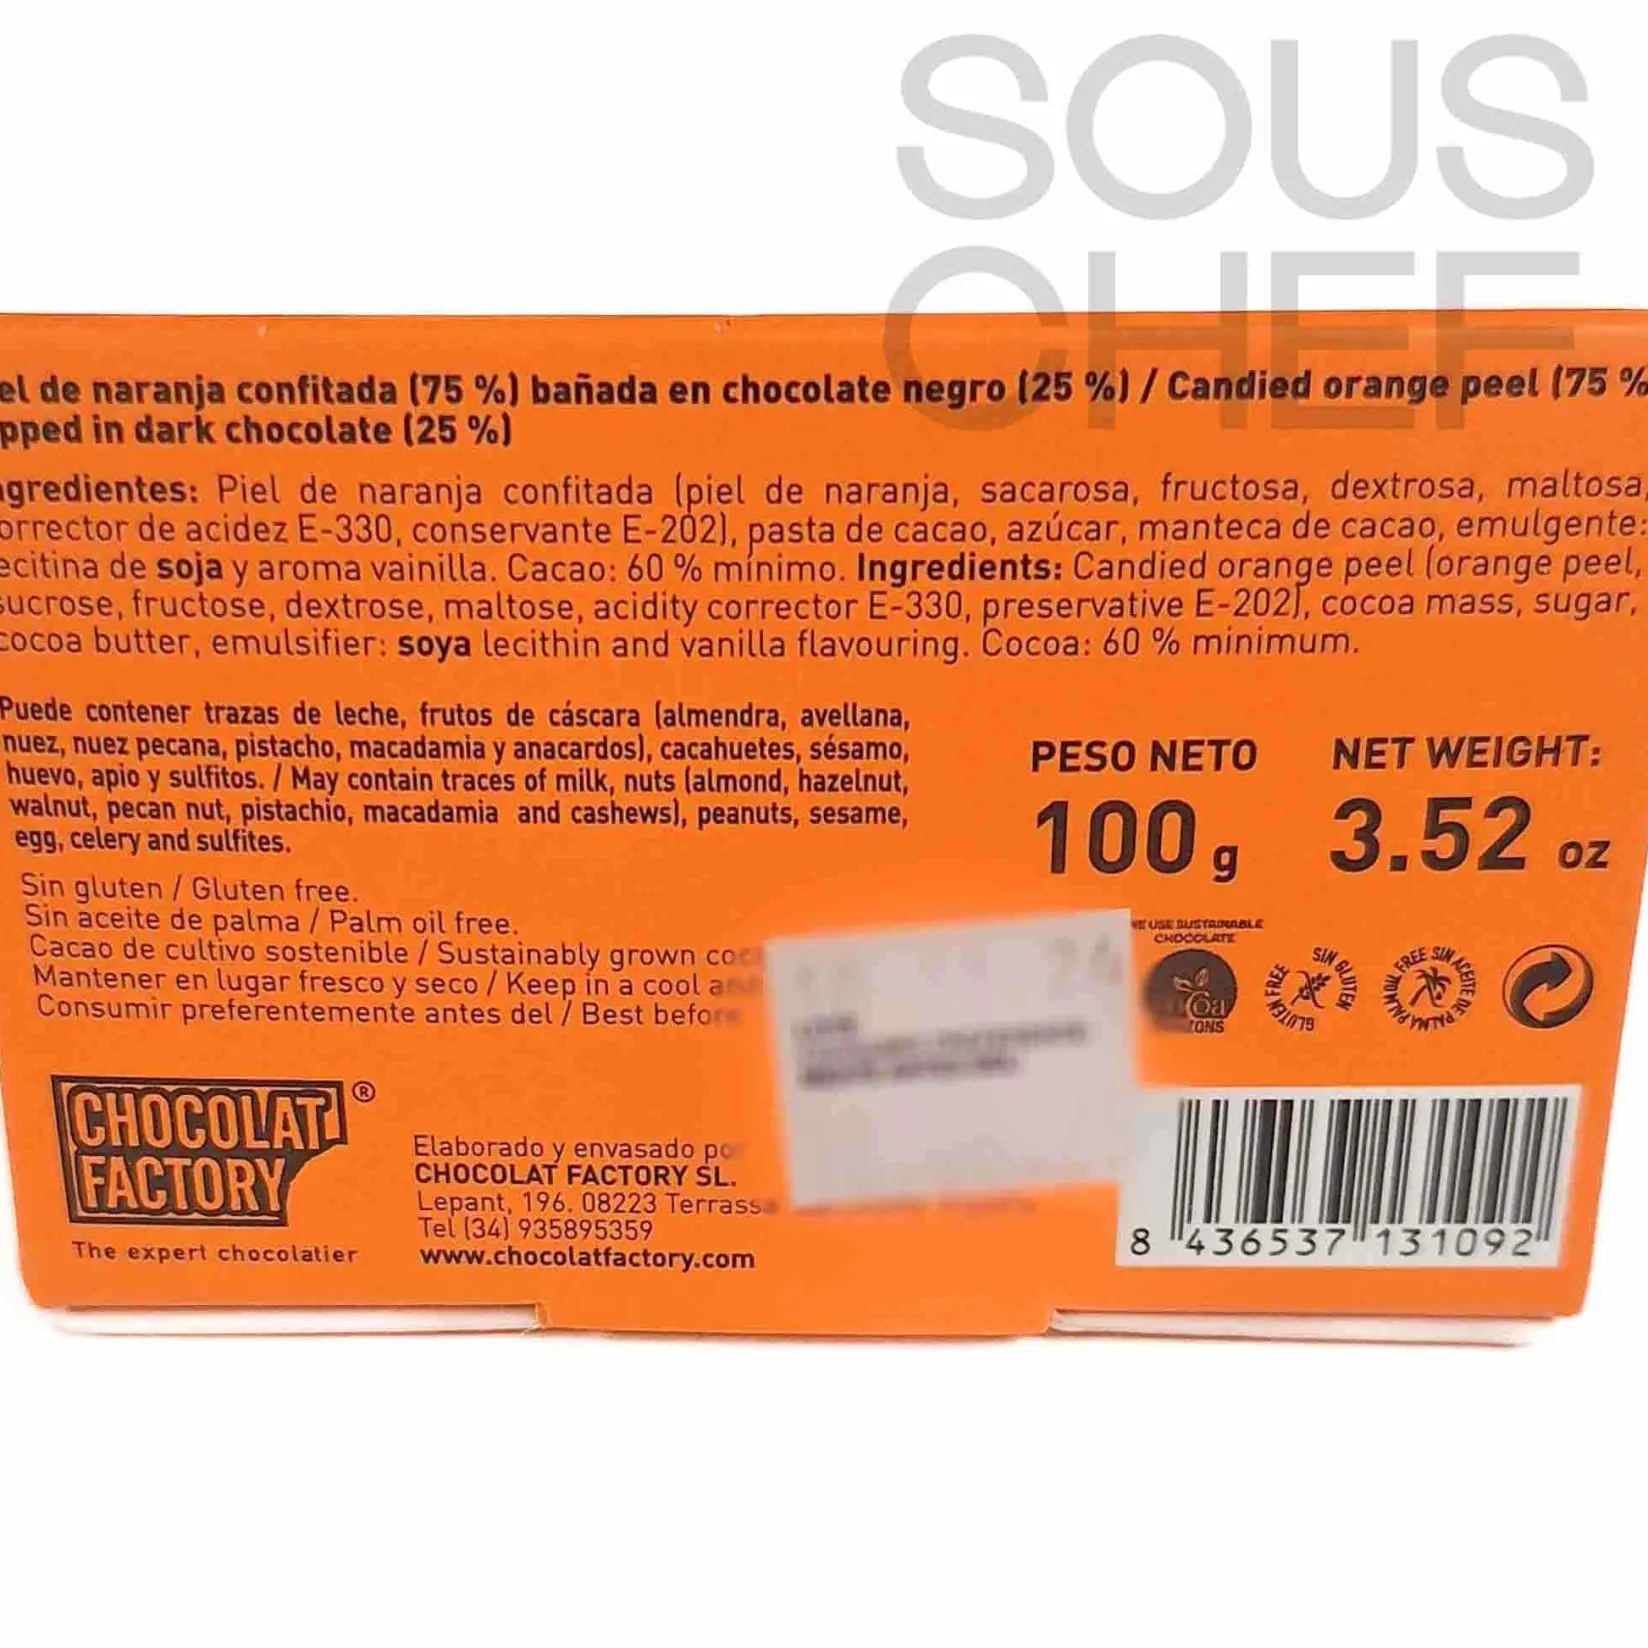 SOUS
CHEF
el de naranja confitada (75 %) bañada en chocolate negro (25 %) / Candied orange peel (75 %
pped in dark chocolate (25 %)
gredientes: Piel de naranja confitada (piel de naranja, sacarosa, fructosa, dextrosa, maltosa,
orrector de acidez E-330, conservante E-202), pasta de cacao, azúcar, manteca de cacao, emulgente:
ecitina de soja y aroma vainilla. Cacao: 60 % mínimo. Ingredients: Candied orange peel (orange peel,
sucrose, fructose, dextrose, maltose, acidity corrector E-330, preservative E-202), cocoa mass, sugar,
cocoa butter, emulsifier: soya lecithin and vanilla flavouring. Cocoa: 60 % minimum.
Puede contener trazas de leche, frutos de cáscara (almendra, avellana,
nuez, nuez pecana, pistacho, macadamia y anacardos), cacahuetes, sésamo,
huevo, apio y sulfitos. / May contain traces of milk, nuts (almond, hazelnut,
walnut, pecan nut, pistachio, macadamia and cashews), peanuts, sesame,
egg, celery and sulfites.
PESO NETO
100 g
NET WEIGHT:
3.52 oz
Sin gluten / Gluten free.
Sin aceite de palma / Palm oil free.
Cacao de cultivo sostenible / Sustainably grown coc
Mantener en lugar fresco y seco / Keep in a cool and
Consumir preferentemente antes del / Best before
WE USE SUSTAINABLE
CHOCOLATE
GLUTEN FREE SIN GLUTEN
PALM OIL FREE SIN ACEITE DE PALMA
CHOCOLAT
FACTORY ®
The expert chocolatier
Elaborado y envasado po
CHOCOLAT FACTORY SL.
Lepant, 196. 08223 Terrassa
Tel (34) 935895359
www.chocolatfactory.com
8 436537 131092